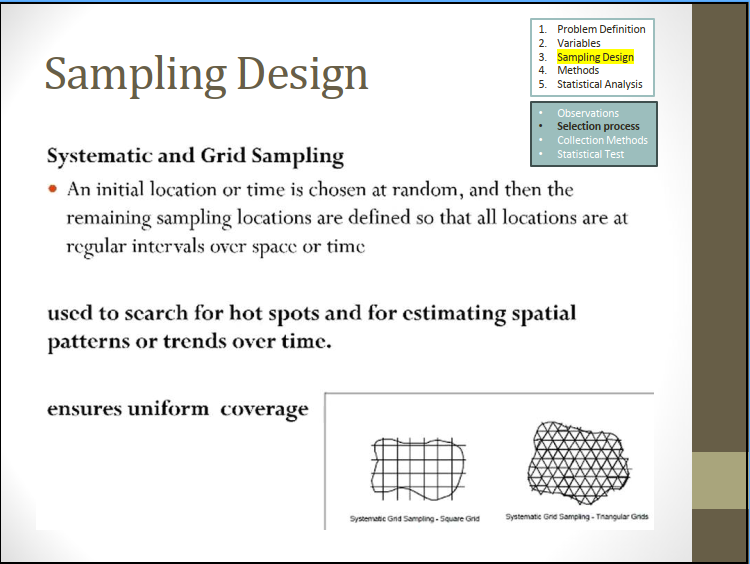 Sampling Design
1. Problem Definition
2. Variables
3. Sampling Design
4. Methods
5. Statistical Analysis
• Observations
• Selection process
• Collection Methods
• Statistical Test
Systematic and Grid Sampling
• An initial location or time is chosen at random, and then the
remaining sampling locations are defined so that all locations are at
regular intervals over space or time
used to search for hot spots and for estimating spatial
patterns or trends over time.
ensures uniform coverage
Systematic Grid Sampling - Square Grid
Systematic Grid Sampling - Triangular Grids